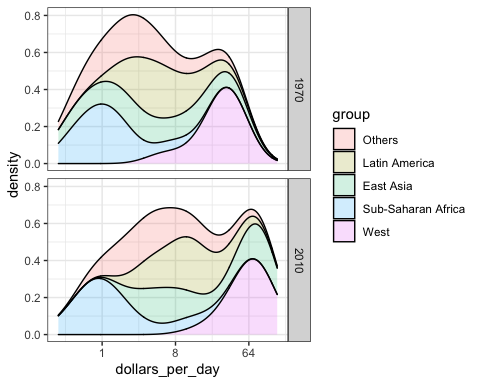 density
0.8
0.6
0.4
0.2
0.0
1970
0.8
0.6
0.4
0.2
0.0
2010
1 8 64
dollars_per_day
group
Others
Latin America
East Asia
Sub-Saharan Africa
West